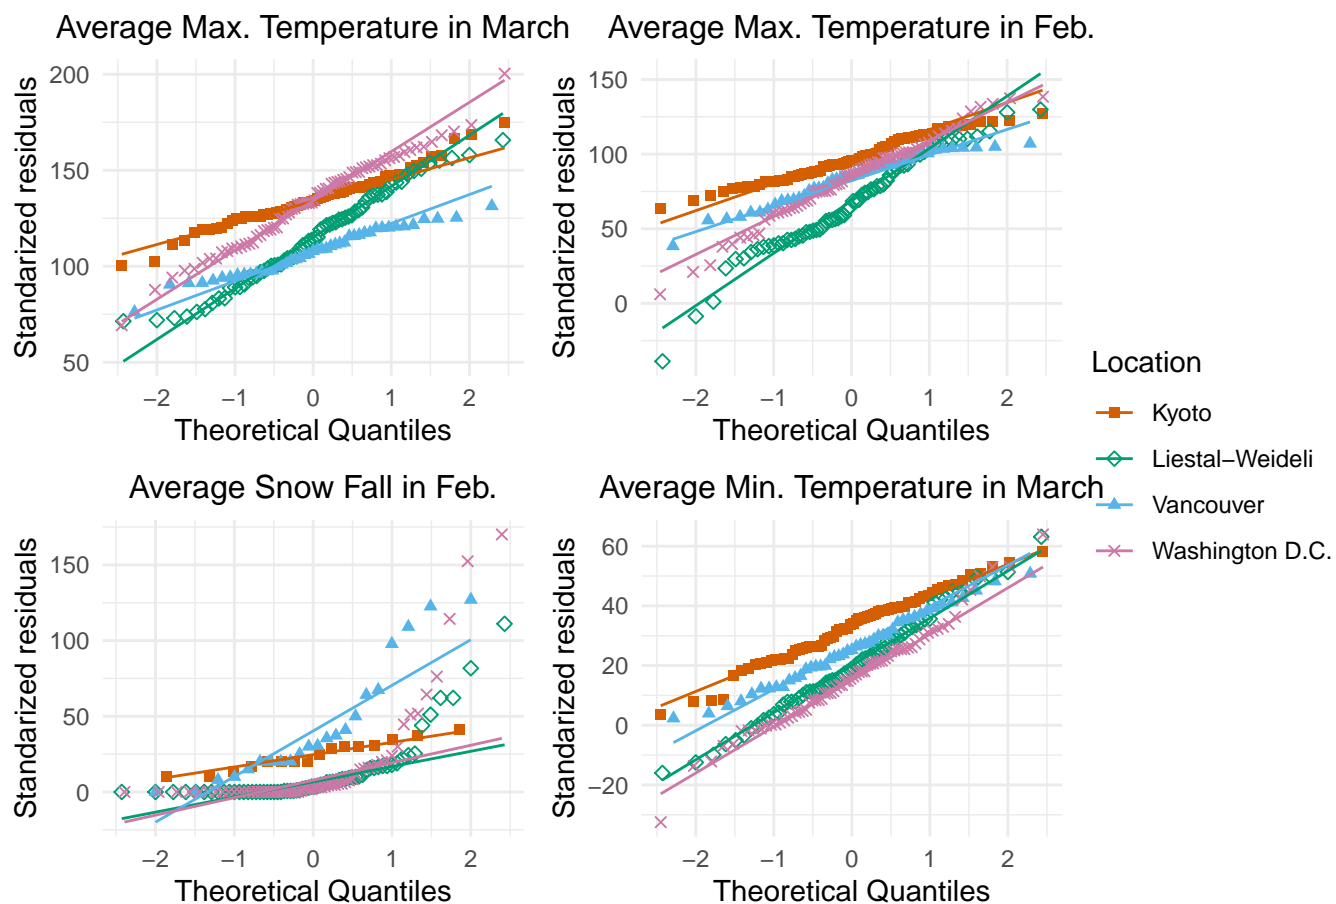 Average Max. Temperature in March
Standarized residuals
200
150
100
50
−2 −1 0 1 2
Theoretical Quantiles
Average Max. Temperature in Feb.
Standarized residuals
150
100
50
0
−2 −1 0 1 2
Theoretical Quantiles
Average Snow Fall in Feb.
Standarized residuals
150
100
50
0
−2 −1 0 1 2
Theoretical Quantiles
Average Min. Temperature in March
Standarized residuals
60
40
20
0
−20
−2 −1 0 1 2
Theoretical Quantiles
Location
Kyoto
Liestal−Weideli
Vancouver
Washington D.C.